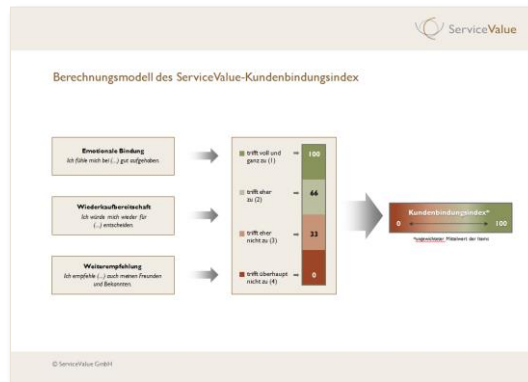 ServiceValue
Berechnungsmodell des ServiceValue-Kundenbindungsindex
Emotionale Bindung
Ich fühle mich bei (...) gut aufgehoben.
Wiederkaufbereitschaft
Ich würde mich wieder für
(...) entscheiden.
Weiterempfehlung
Ich empfehle (...) auch meinen Freunden
und Bekannten.
trifft voll und
ganz zu (1)
100
trifft eher
zu (2)
66
trifft eher
nicht zu (3)
33
trifft überhaupt
nicht zu (4)
0
Kundenbindungsindex*
0 100
*ungewichteter Mittelwert der Items
© ServiceValue GmbH